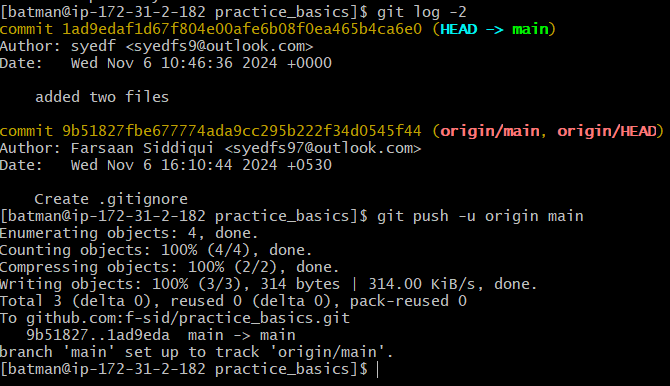 [batman@ip-172-31-2-182 practice_basics]$ git log -2
commit 1ad9edaf1d67f804e00afe6b08f0ea465b4ca6e0 (HEAD -> main)
Author: syedf <syedfs9@outlook.com>
Date:   Wed Nov 6 10:46:36 2024 +0000
added two files
commit 9b51827fbe677774ada9cc295b222f34d0545f44 (origin/main, origin/HEAD)
Author: Farsaan Siddiqui <syedfs97@outlook.com>
Date:   Wed Nov 6 16:10:44 2024 +0530
Create .gitignore
[batman@ip-172-31-2-182 practice_basics]$ git push -u origin main
Enumerating objects: 4, done.
Counting objects: 100% (4/4), done.
Compressing objects: 100% (2/2), done.
Writing objects: 100% (3/3), 314 bytes | 314.00 KiB/s, done.
Total 3 (delta 0), reused 0 (delta 0), pack-reused 0
To github.com:f-sid/practice_basics.git
9b51827..1ad9eda  main -> main
branch 'main' set up to track 'origin/main'.
[batman@ip-172-31-2-182 practice_basics]$